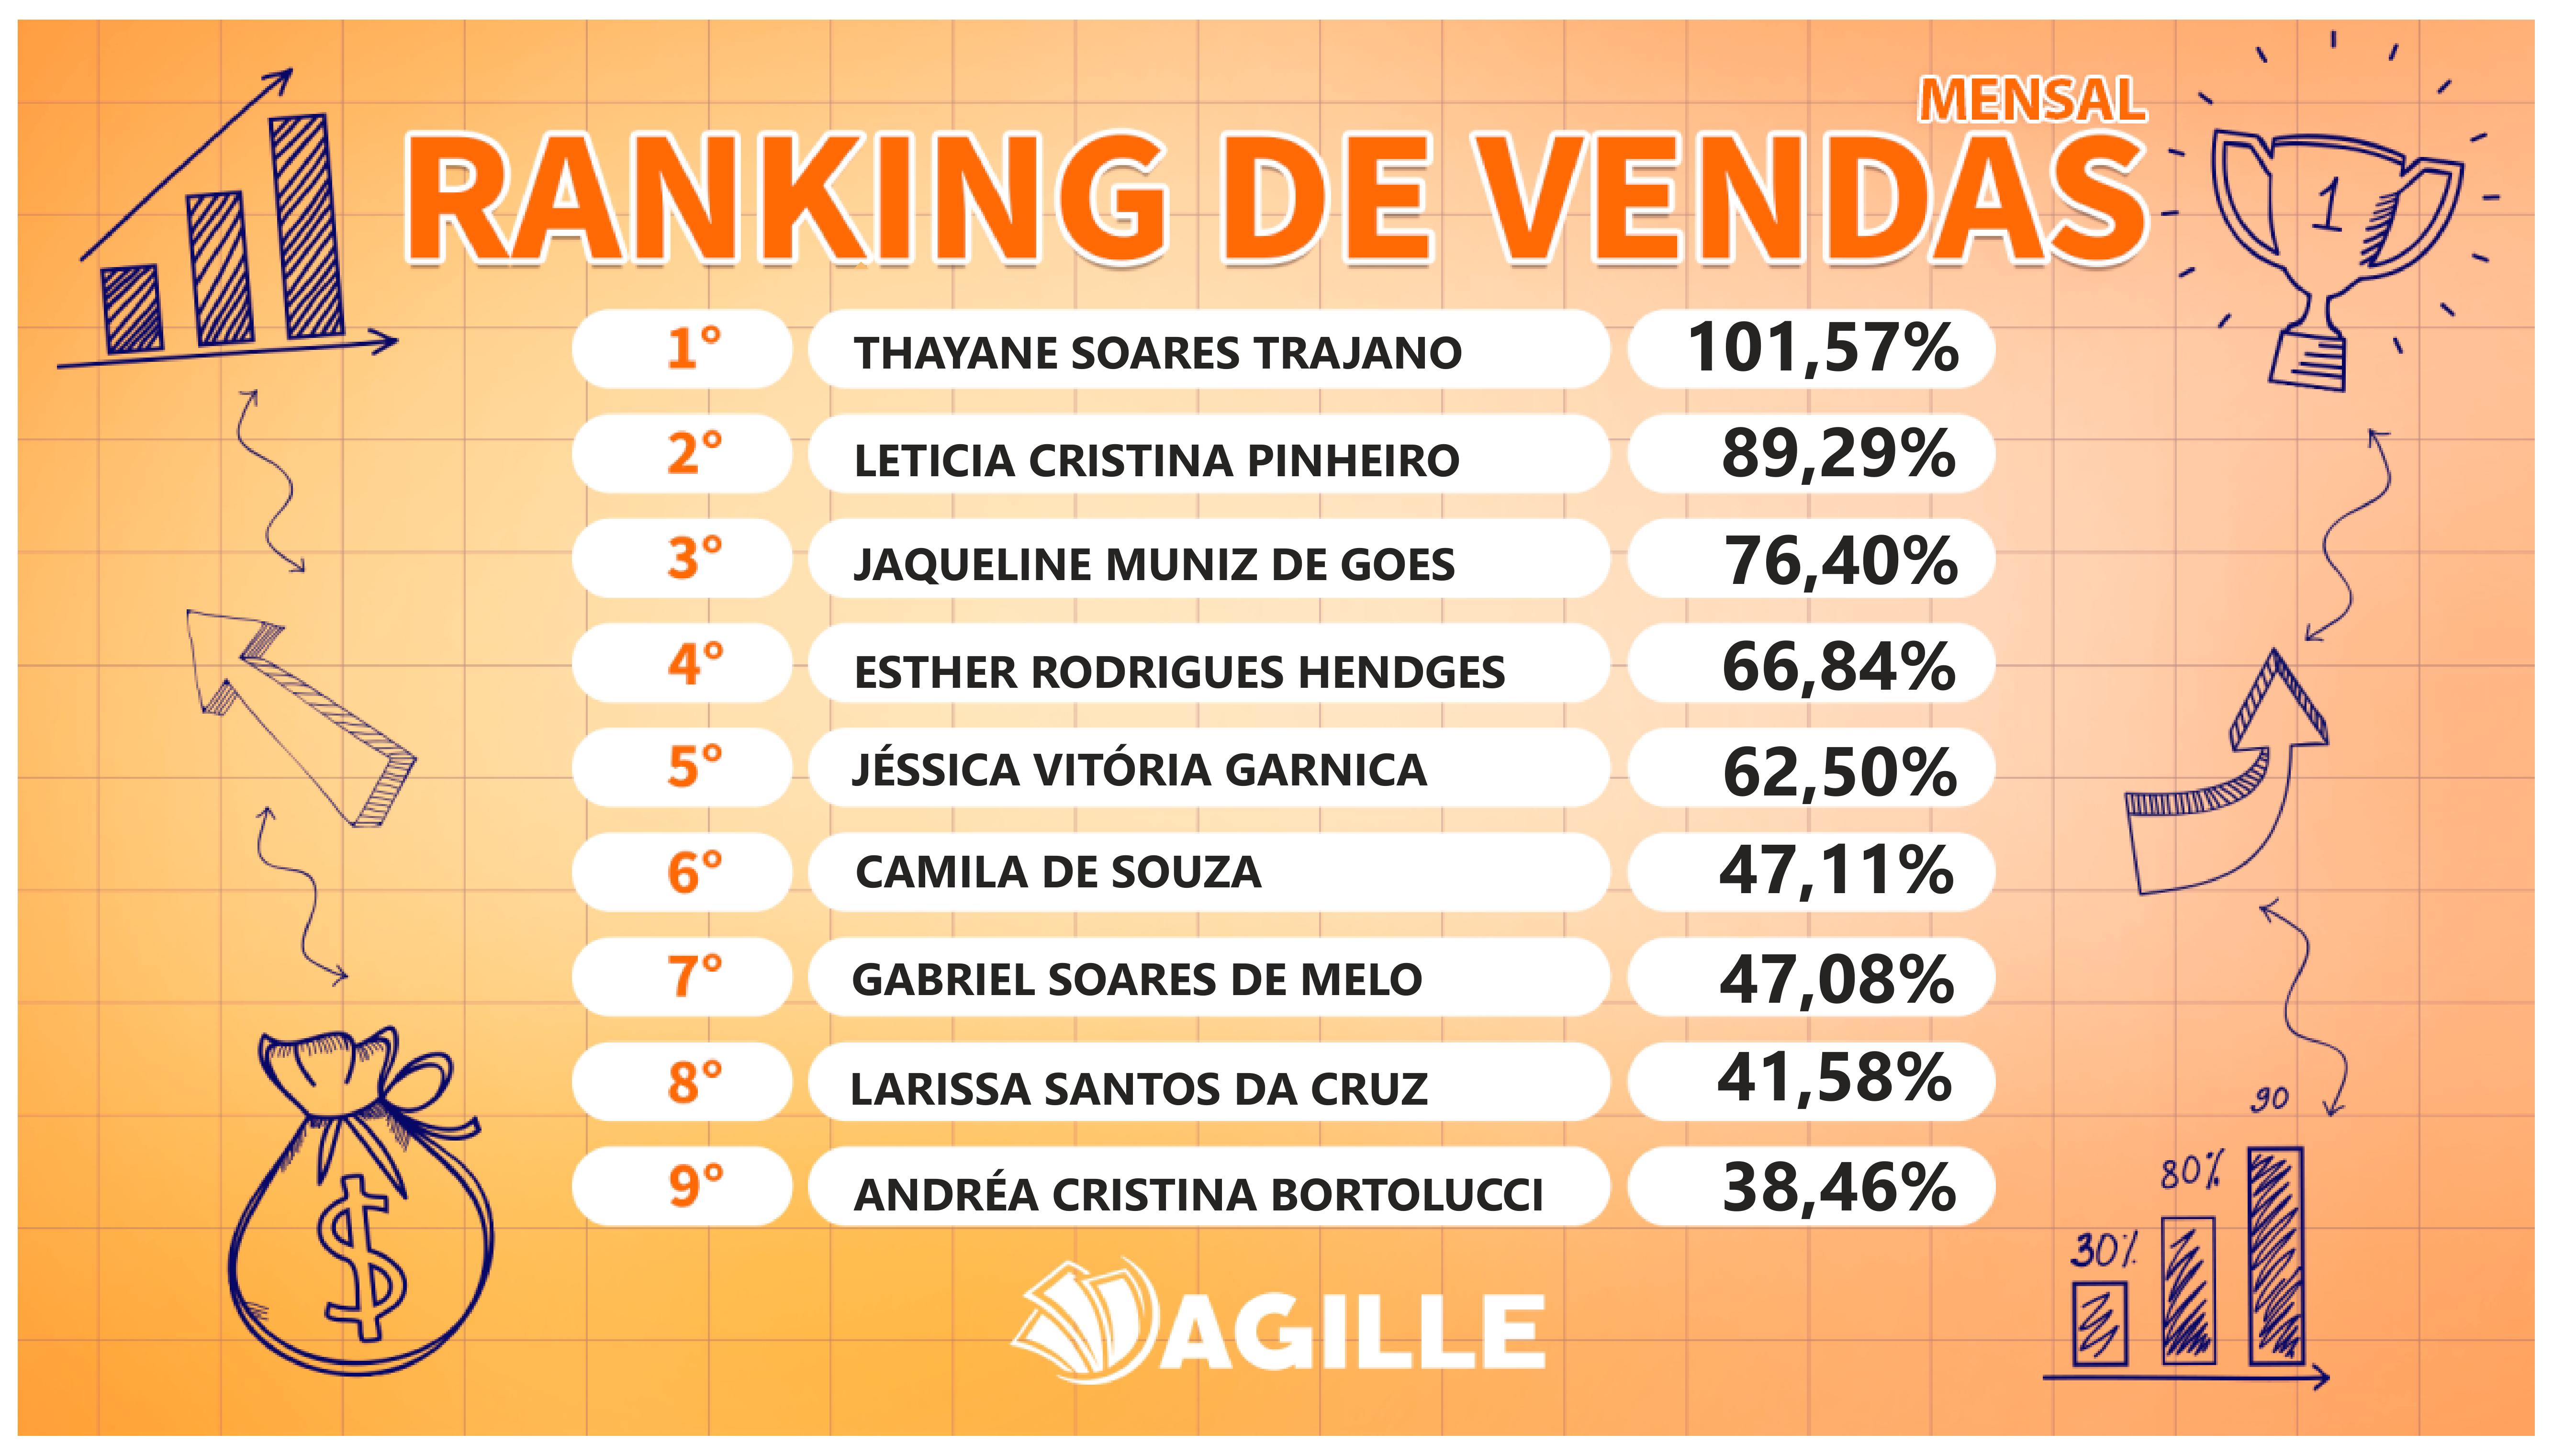 MENSAL
RANKING DE VENDAS
1
1° THAYANE SOARES TRAJANO 101,57%
2° LETICIA CRISTINA PINHEIRO 89,29%
3° JAQUELINE MUNIZ DE GOES 76,40%
4° ESTHER RODRIGUES HENDGES 66,84%
5° JÉSSICA VITÓRIA GARNICA 62,50%
6° CAMILA DE SOUZA 47,11%
7° GABRIEL SOARES DE MELO 47,08%
8° LARISSA SANTOS DA CRUZ 41,58%
9° ANDRÉA CRISTINA BORTOLUCCI 38,46%
90
80%
30%
$
AGILLE